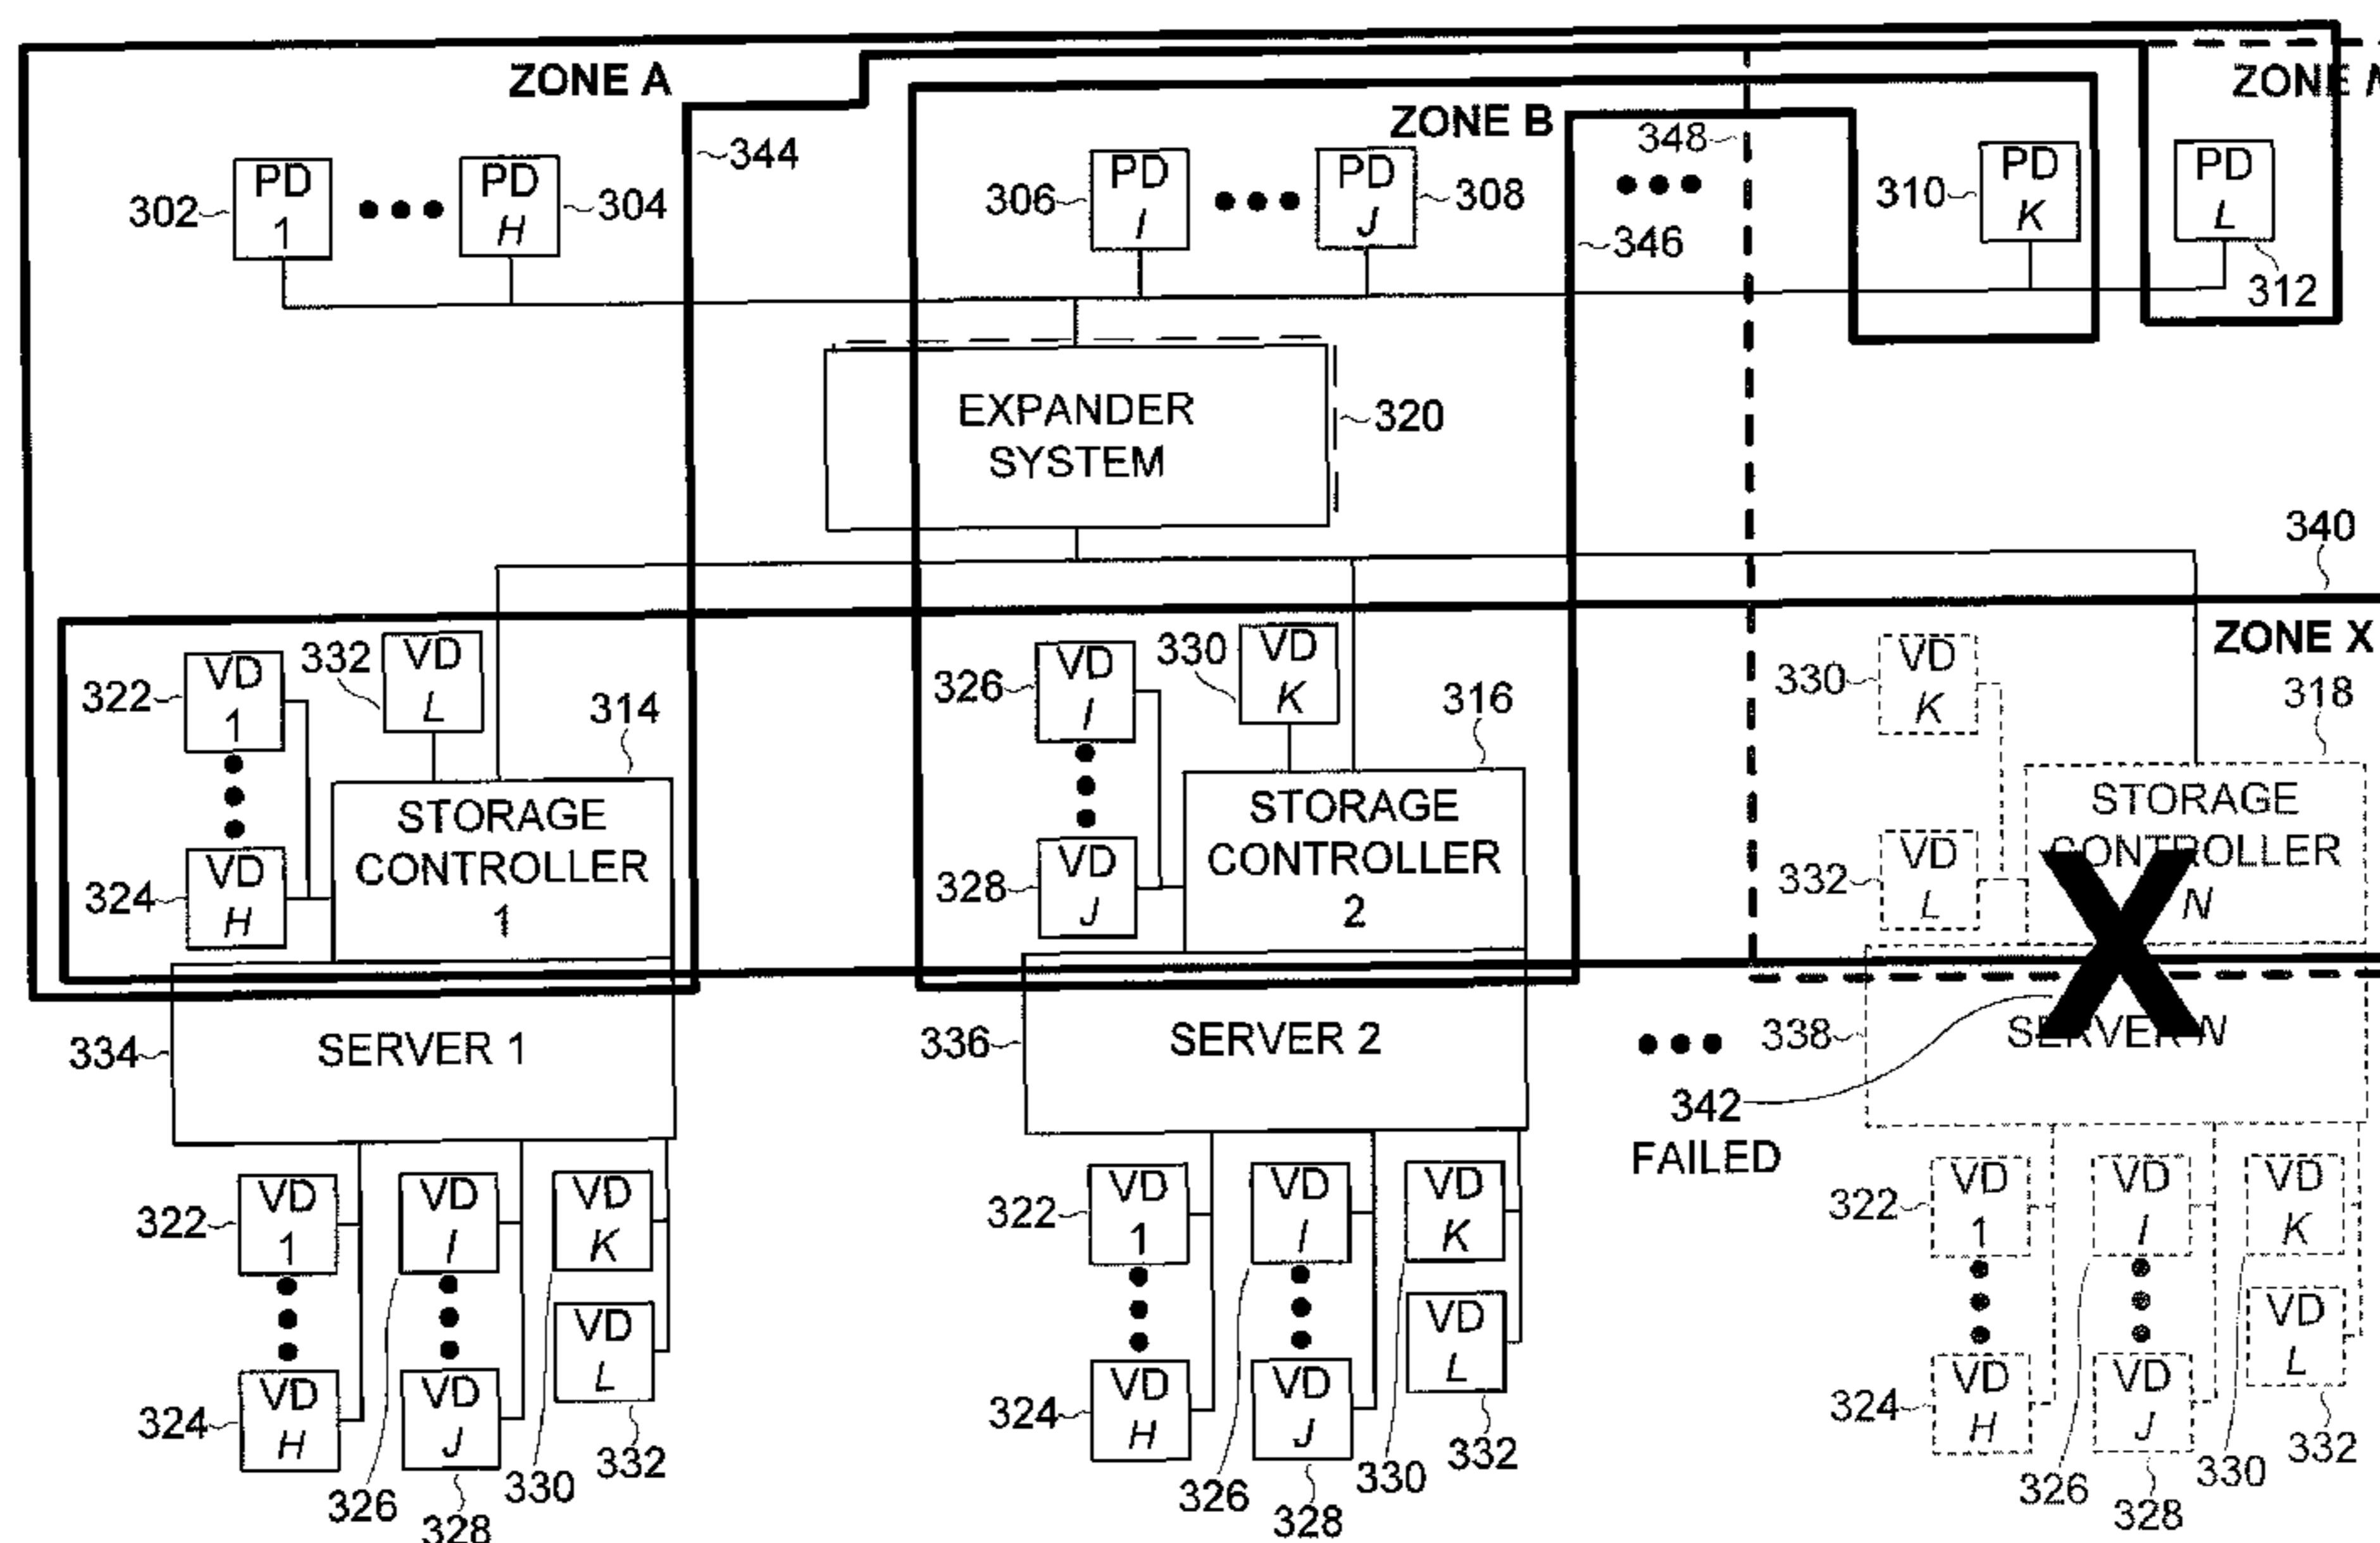 ZONE A
ZONE
ZONE B
348
344
302
PD
1
PD
H
304
306
PD
I
PD
J
308
346
310
PD
K
PD
L
312
EXPANDER
SYSTEM
320
340
ZONE X
322
VD
1
332
VD
L
314
326
VD
I
330
VD
K
316
330
VD
K
318
324
VD
H
STORAGE
CONTROLLER
1
328
VD
J
STORAGE
CONTROLLER
2
332
VD
L
STORAGE
CONTROLLER
N
334
SERVER 1
336
SERVER 2
338
SERVER N
342
FAILED
322
VD
1
VD
I
VD
K
324
VD
H
VD
J
VD
L
326
328
330
332
322
VD
1
VD
I
VD
K
324
VD
H
VD
J
VD
L
326
328
330
332
322
VD
1
VD
I
VD
K
324
VD
H
VD
J
VD
L
326
328
330
332